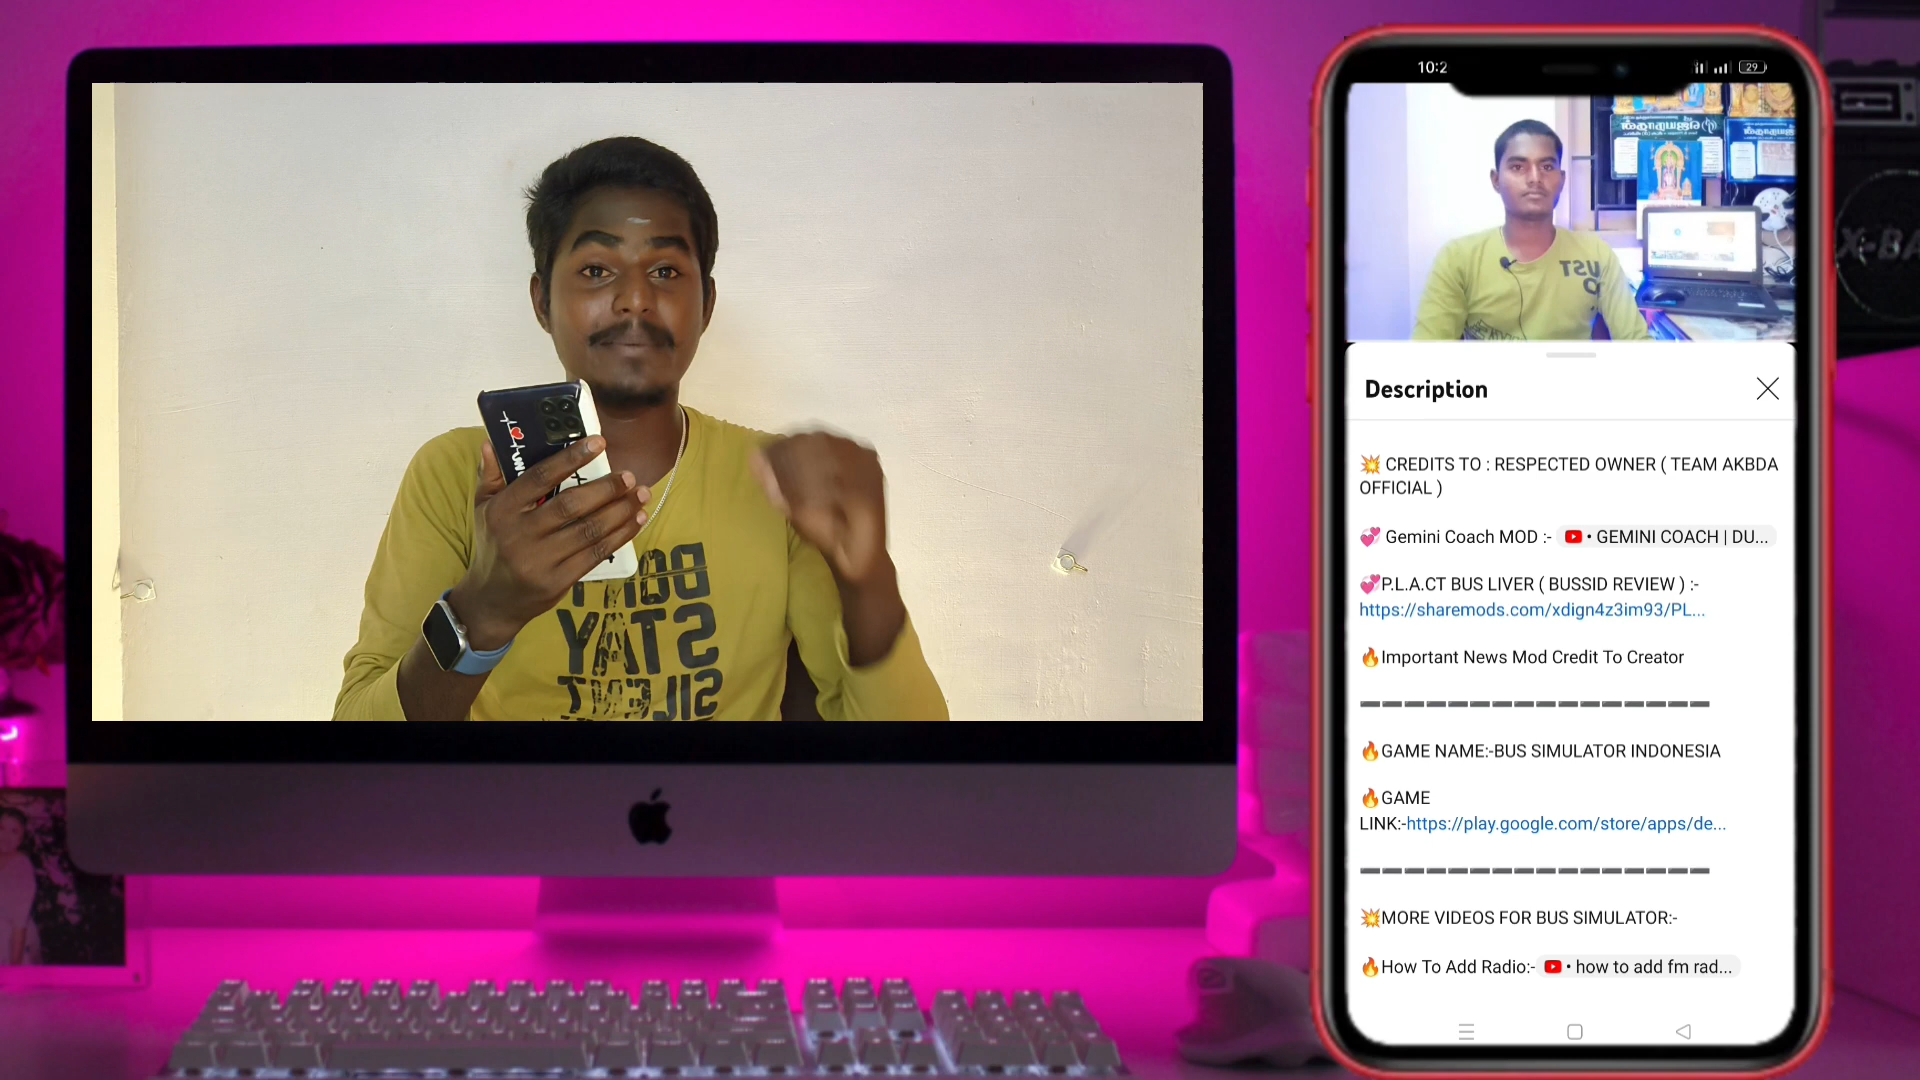 10:2
29
Description
💥 CREDITS TO : RESPECTED OWNER ( TEAM AKBDA
OFFICIAL )
💞 Gemini Coach MOD :- • GEMINI COACH | DU...
💞P.L.A.CT BUS LIVER ( BUSSID REVIEW ) :-
https://sharemods.com/xdign4z3im93/PL...
🔥Important News Mod Credit To Creator
➖➖➖➖➖➖➖➖➖➖➖➖➖➖➖➖
🔥GAME NAME:-BUS SIMULATOR INDONESIA
🔥GAME
LINK:-https://play.google.com/store/apps/de...
➖➖➖➖➖➖➖➖➖➖➖➖➖➖➖➖
💥MORE VIDEOS FOR BUS SIMULATOR:-
🔥How To Add Radio:- • how to add fm rad...
STAY